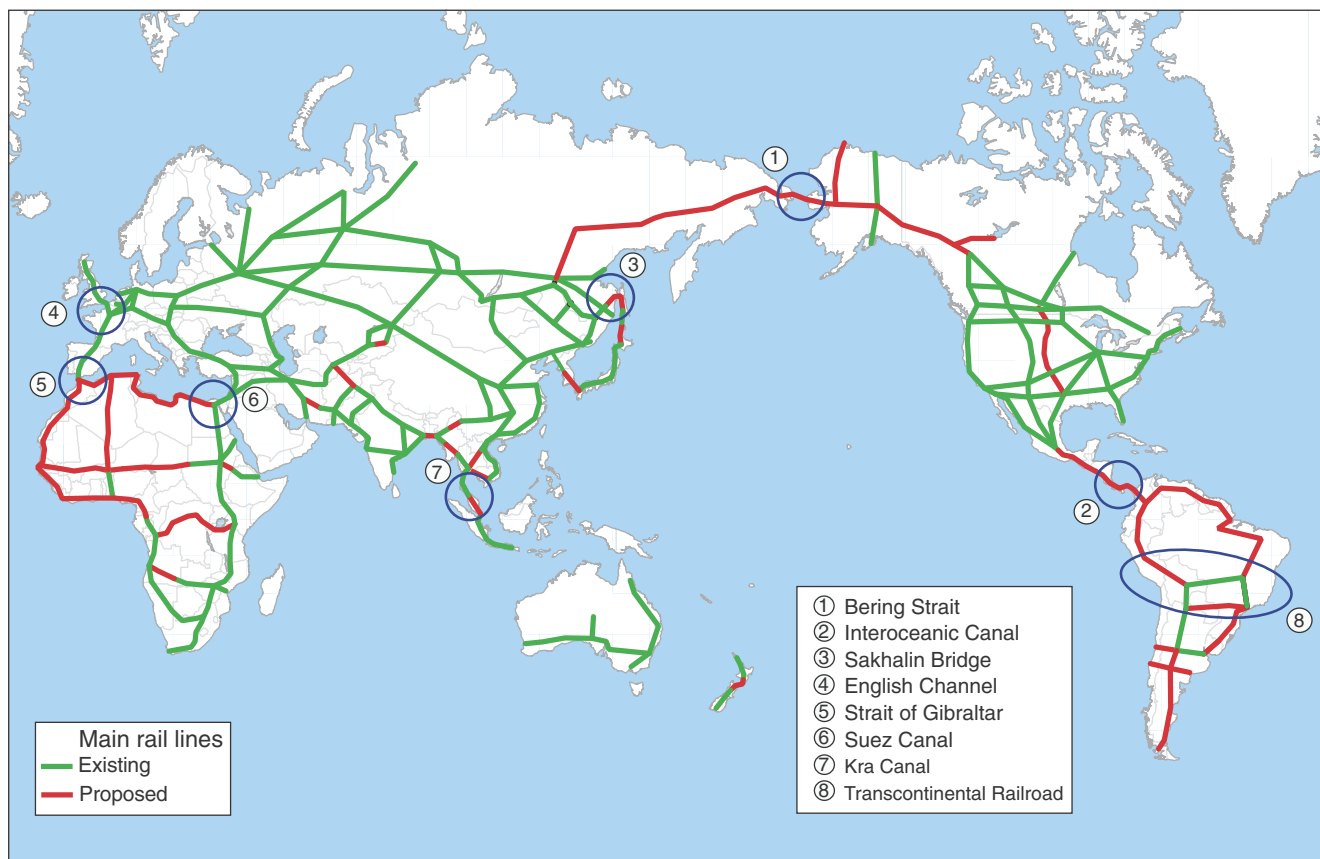 ①
③
④
⑤
⑥
⑦
②
⑧
① Bering Strait
② Interoceanic Canal
③ Sakhalin Bridge
④ English Channel
⑤ Strait of Gibraltar
⑥ Suez Canal
⑦ Kra Canal
⑧ Transcontinental Railroad
Main rail lines
Existing
Proposed